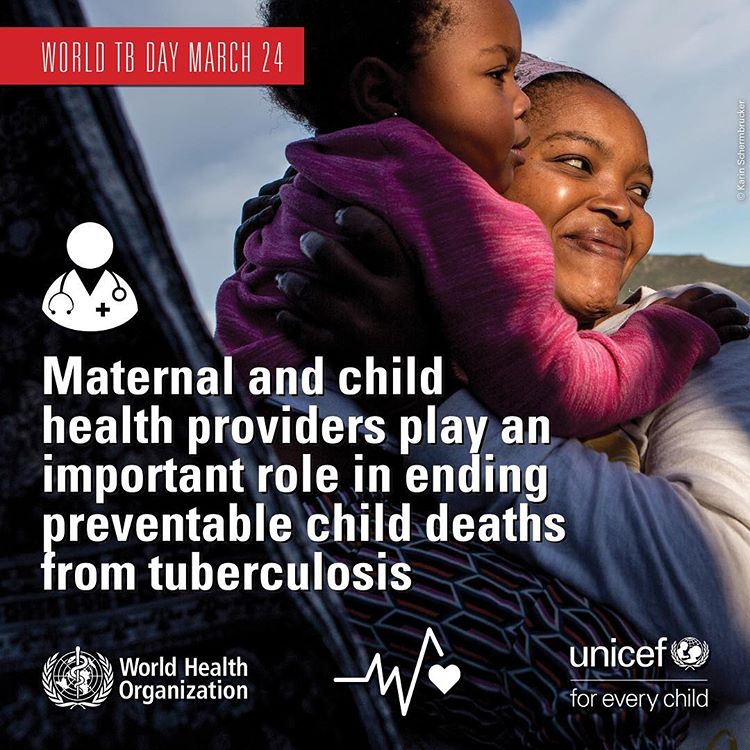 WORLD TB DAY MARCH 24
© Karin Schermbrucker
Maternal and child
health providers play an
important role in ending
preventable child deaths
from tuberculosis
World Health
Organization
unicef
for every child